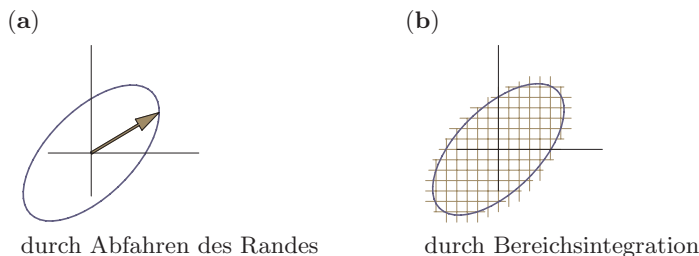 (a)
(b)
durch Abfahren des Randes
durch Bereichsintegration